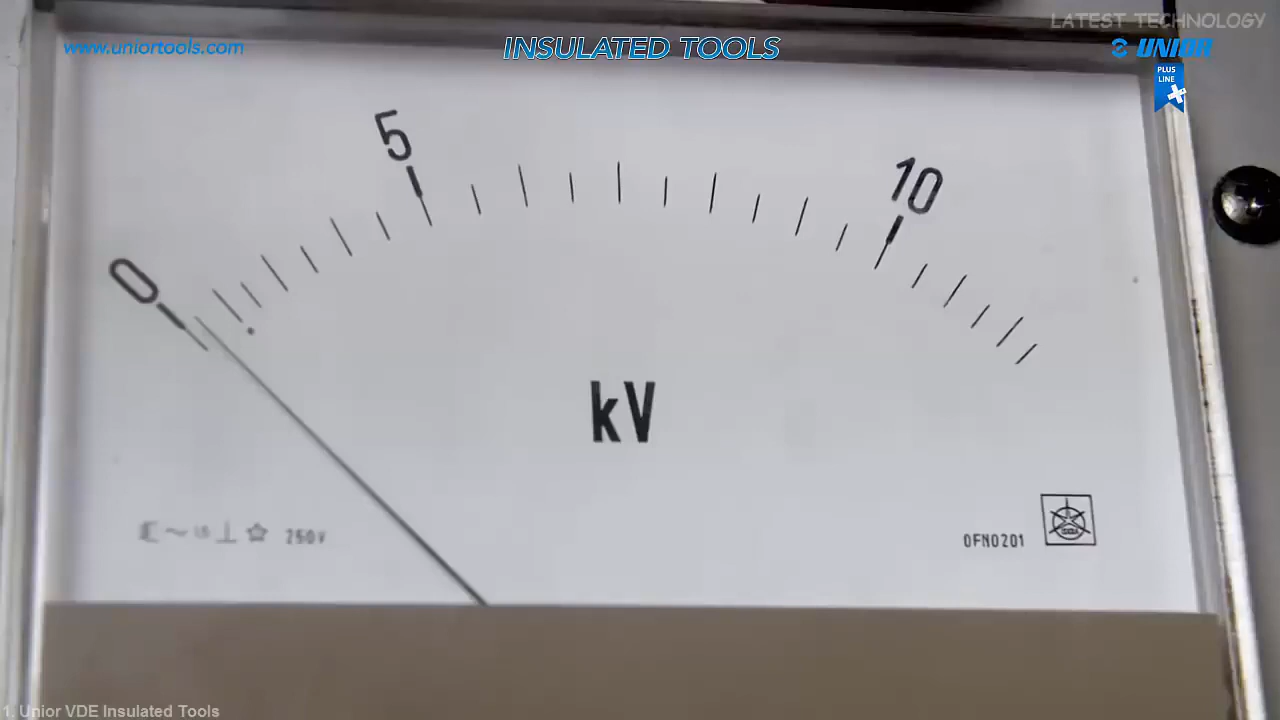 LATEST TECHNOLOGY
www.uniortools.com
INSULATED TOOLS
UNIOR
PLUS
LINE
5
10
0
kV
250V
OFN0201
1. Unior VDE Insulated Tools